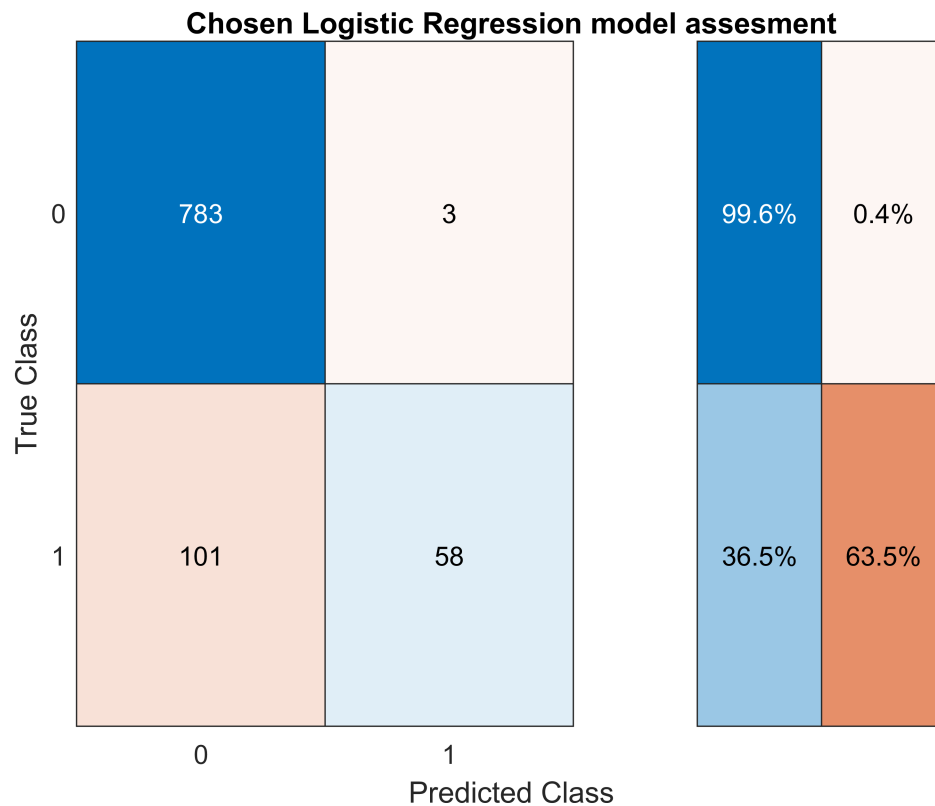 Chosen Logistic Regression model assesment
0 783 3 99.6% 0.4%
True Class
1 101 58 36.5% 63.5%
0 1
Predicted Class